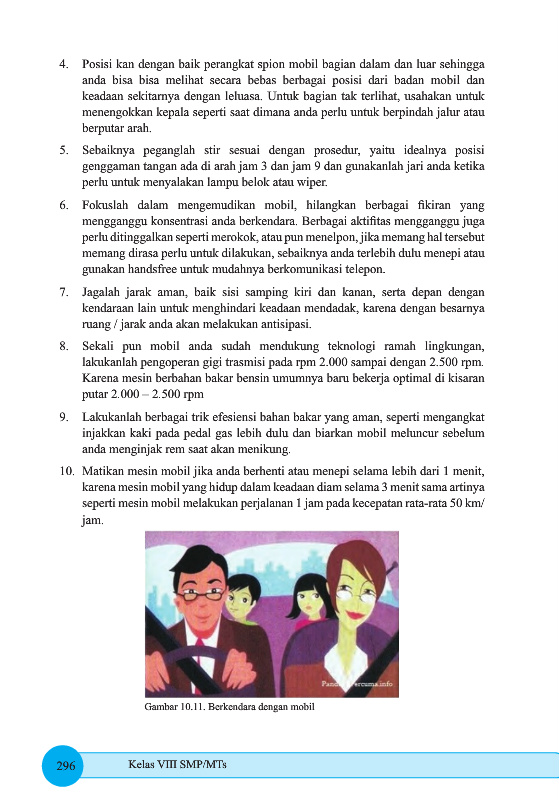 4. Posisi kan dengan baik perangkat spion mobil bagian dalam dan luar sehingga
anda bisa bisa melihat secara bebas berbagai posisi dari badan mobil dan
keadaan sekitarnya dengan leluasa. Untuk bagian tak terlihat, usahakan untuk
menengokkan kepala seperti saat dimana anda perlu untuk berpindah jalur atau
berputar arah.
5. Sebaiknya peganglah stir sesuai dengan prosedur, yaitu idealnya posisi
genggaman tangan ada di arah jam 3 dan jam 9 dan gunakanlah jari anda ketika
perlu untuk menyalakan lampu belok atau wiper.
6. Fokuslah dalam mengemudikan mobil, hilangkan berbagai fikiran yang
mengganggu konsentrasi anda berkendara. Berbagai aktifitas mengganggu juga
perlu ditinggalkan seperti merokok, atau pun menelpon, jika memang hal tersebut
memang dirasa perlu untuk dilakukan, sebaiknya anda terlebih dulu menepi atau
gunakan handsfree untuk mudahnya berkomunikasi telepon.
7. Jagalah jarak aman, baik sisi samping kiri dan kanan, serta depan dengan
kendaraan lain untuk menghindari keadaan mendadak, karena dengan besarnya
ruang / jarak anda akan melakukan antisipasi.
8. Sekali pun mobil anda sudah mendukung teknologi ramah lingkungan,
lakukanlah pengoperan gigi trasmisi pada rpm 2.000 sampai dengan 2.500 rpm.
Karena mesin berbahan bakar bensin umumnya baru bekerja optimal di kisaran
putar 2.000 – 2.500 rpm
9. Lakukanlah berbagai trik efesiensi bahan bakar yang aman, seperti mengangkat
injakkan kaki pada pedal gas lebih dulu dan biarkan mobil meluncur sebelum
anda menginjak rem saat akan menikung.
10. Matikan mesin mobil jika anda berhenti atau menepi selama lebih dari 1 menit,
karena mesin mobil yang hidup dalam keadaan diam selama 3 menit sama artinya
seperti mesin mobil melakukan perjalanan 1 jam pada kecepatan rata-rata 50 km/
jam.
Gambar 10.11. Berkendara dengan mobil
296 Kelas VIII SMP/MTs